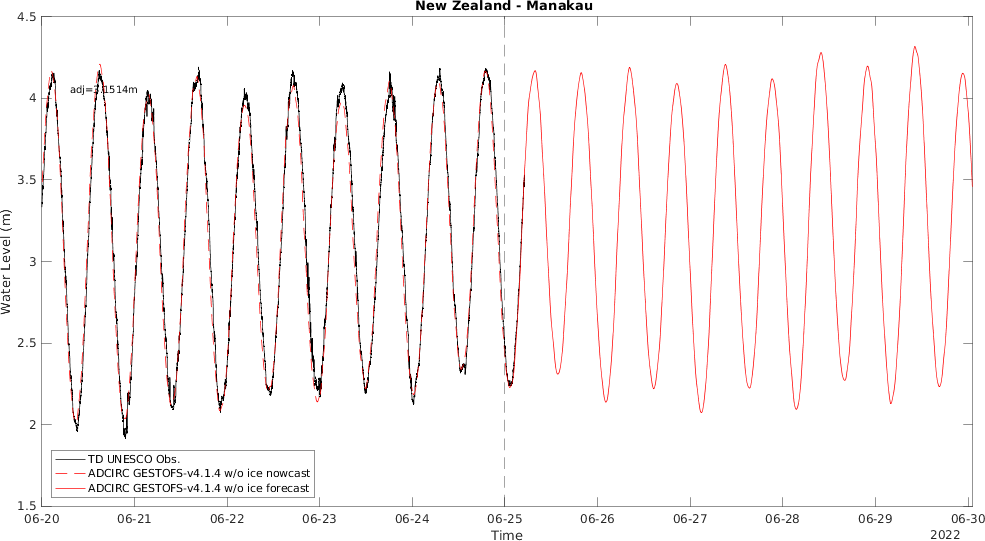 New Zealand - Manakau
4.5
4
3.5
3
2.5
2
1.5
Water Level (m)
adj=3.1514m
TD UNESCO Obs.
ADCIRC GESTOFS-v4.1.4 w/o ice nowcast
ADCIRC GESTOFS-v4.1.4 w/o ice forecast
06-20 06-21 06-22 06-23 06-24 06-25 06-26 06-27 06-28 06-29 06-30
Time
2022